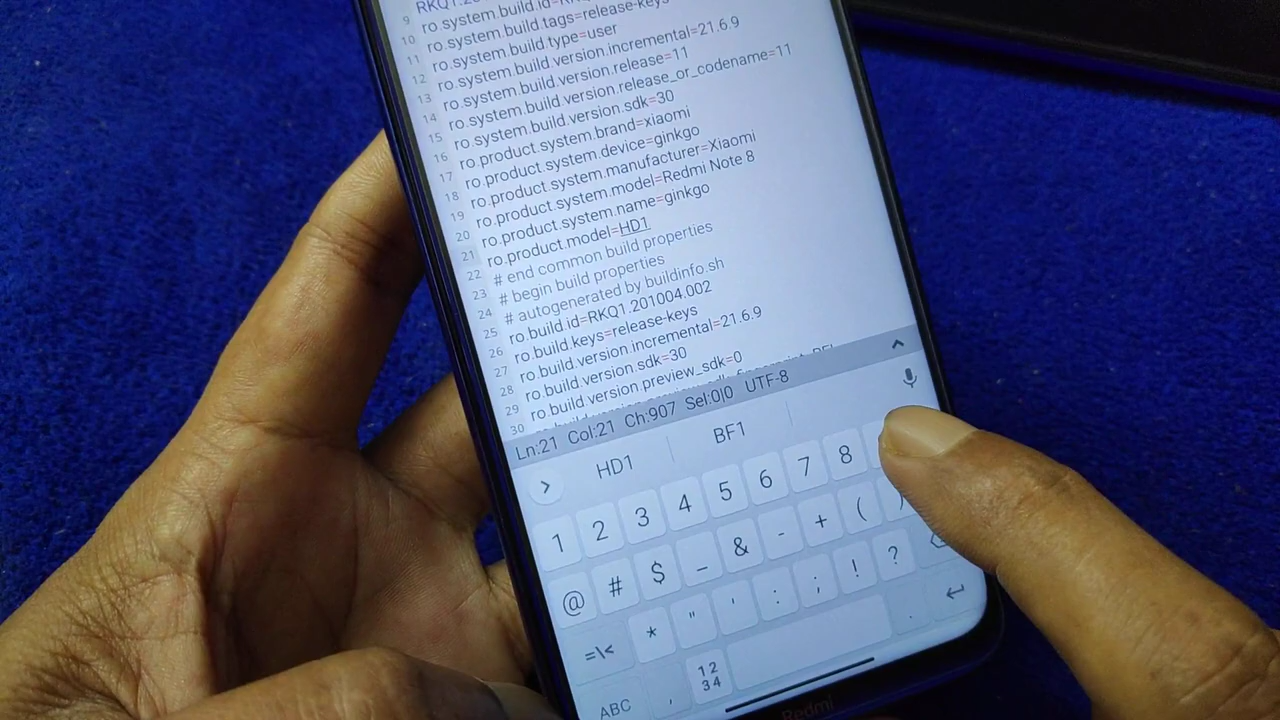 9 RKQ1.20
10 ro.system.build.id=
11 ro.system.build.tags=release-keys
12 ro.system.build.type=user
13 ro.system.build.version.incremental=21.6.9
14 ro.system.build.version.release=11
15 ro.system.build.version.release_or_codename=11
16 ro.system.build.version.sdk=30
17 ro.product.system.brand=xiaomi
18 ro.product.system.device=ginkgo
19 ro.product.system.manufacturer=Xiaomi
20 ro.product.system.model=Redmi Note 8
21 ro.product.system.name=ginkgo
22 ro.product.model=HD1
23 # end common build properties
24 # begin build properties
25 # autogenerated by buildinfo.sh
26 ro.build.id=RKQ1.201004.002
27 ro.build.keys=release-keys
28 ro.build.version.incremental=21.6.9
29 ro.build.version.sdk=30
30 ro.build.version.preview_sdk=0
Ln:21 Col:21 Ch:907 Sel:0|0 UTF-8
> HD1 BF1
1 2 3 4 5 6 7 8
@ # $ _ & - + ( )
=\< * " ' : ; ! ?
ABC , 12 34 .
Redmi